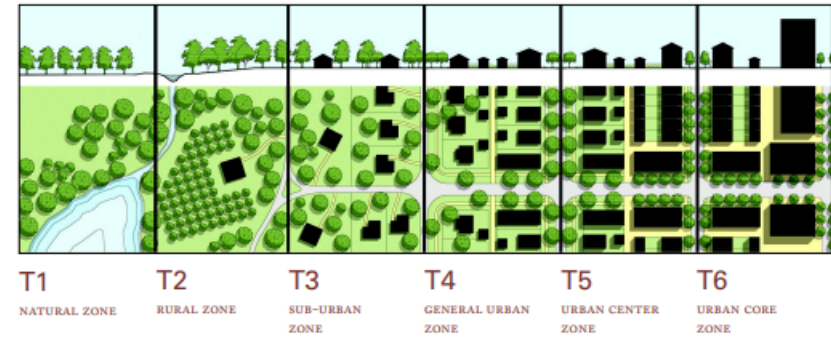 T1
NATURAL ZONE
T2
RURAL ZONE
T3
SUB-URBAN
ZONE
T4
GENERAL URBAN
ZONE
T5
URBAN CENTER
ZONE
T6
URBAN CORE
ZONE